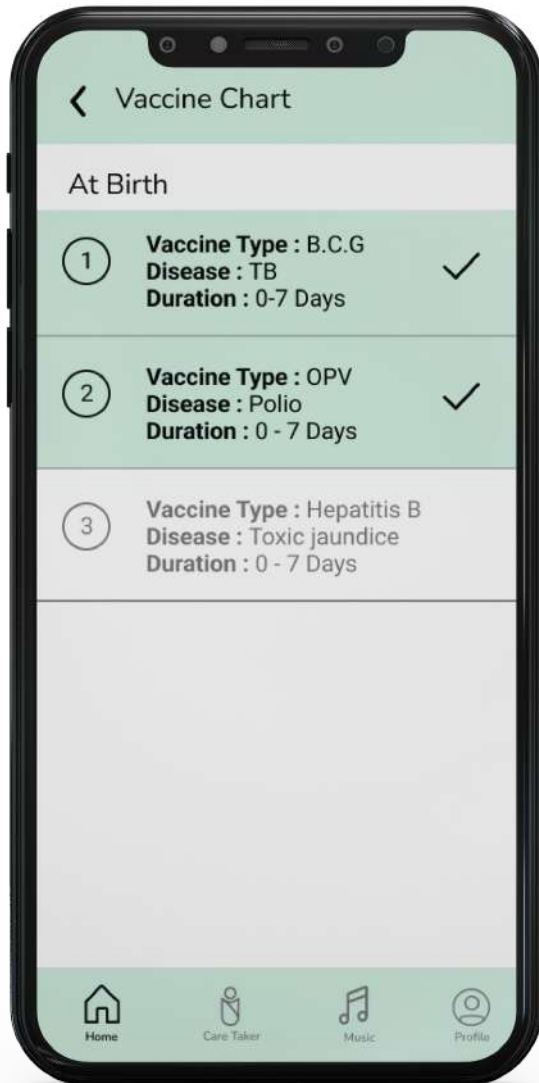 Vaccine Chart
At Birth
1
Vaccine Type : B.C.G
Disease : TB
Duration : 0-7 Days
2
Vaccine Type : OPV
Disease : Polio
Duration : 0 - 7 Days
3
Vaccine Type : Hepatitis B
Disease : Toxic jaundice
Duration : 0 - 7 Days
Home Care Taker Music Profile